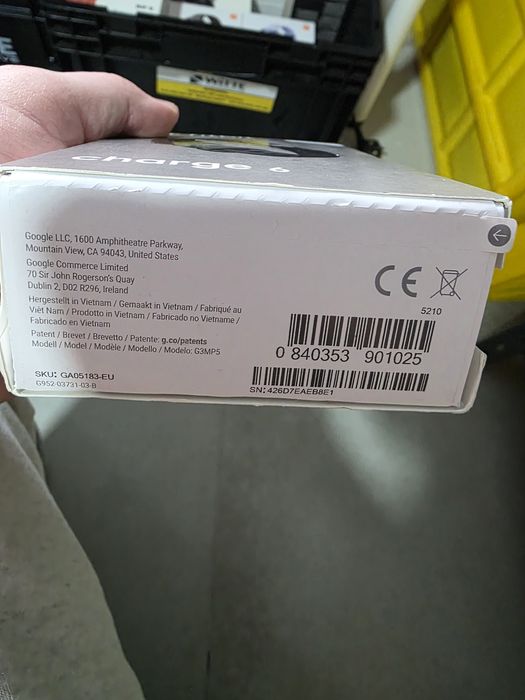 WITTE
charge 6
Google LLC, 1600 Amphitheatre Parkway,
Mountain View, CA 94043, United States
Google Commerce Limited
70 Sir John Rogerson's Quay
Dublin 2, D02 R296, Ireland
Hergestellt in Vietnam / Gemaakt in Vietnam / Fabriqué au
Viêt Nam / Prodotto in Vietnam / Fabricado no Vietname /
Fabricado en Vietnam
Patent / Brevet / Brevetto / Patente: g.co/patents
Modell / Model / Modèle / Modello / Modelo: G3MP5
SKU: GA05183-EU
G952-03731-03-B
CE
5210
0 840353 901025
SN: 426D7EAEB8E1